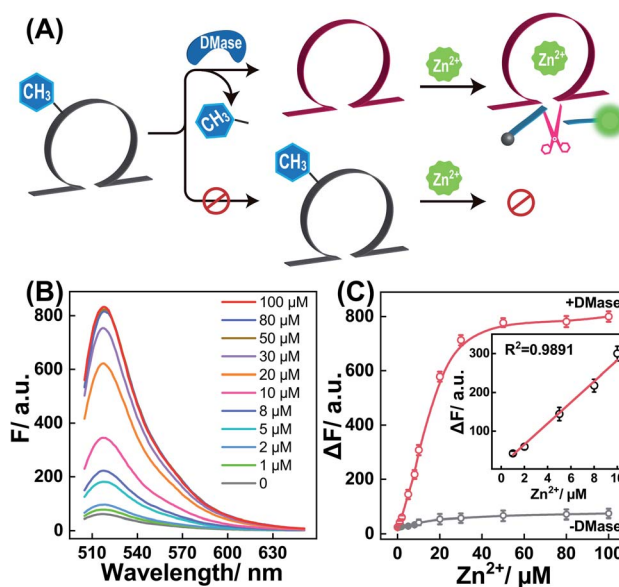 (A)
DMase
Zn2+
Zn2+
CH3
CH3
CH3
Zn2+
(B)
800
600
400
200
0
F/ a.u.
100 µM
80 µM
50 µM
30 µM
20 µM
10 µM
8 µM
5 µM
2 µM
1 µM
0
510
540
570
600
630
Wavelength/ nm
(C)
+DMase
800
600
400
200
0
ΔF/ a.u.
R2=0.9891
300
200
100
ΔF/ a.u.
0 2 4 6 8 10
Zn2+/ µM
-DMase
0 20 40 60 80 100
Zn2+/ µM